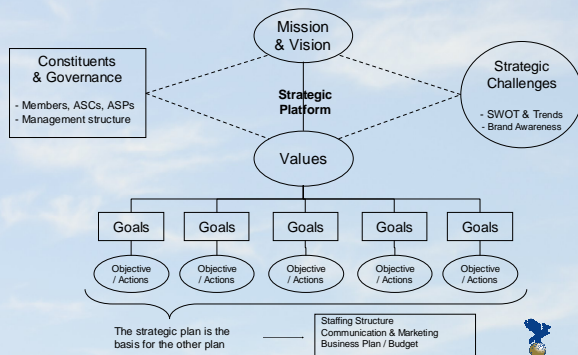 Mission
& Vision
Constituents
& Governance
- Members, ASCs, ASPs
- Management structure
Strategic
Challenges
- SWOT & Trends
- Brand Awareness
Strategic
Platform
Values
Goals
Goals
Goals
Goals
Goals
Objective
/ Actions
Objective
/ Actions
Objective
/ Actions
Objective
/ Actions
Objective
/ Actions
The strategic plan is the
basis for the other plan
Staffing Structure
Communication & Marketing
Business Plan / Budget